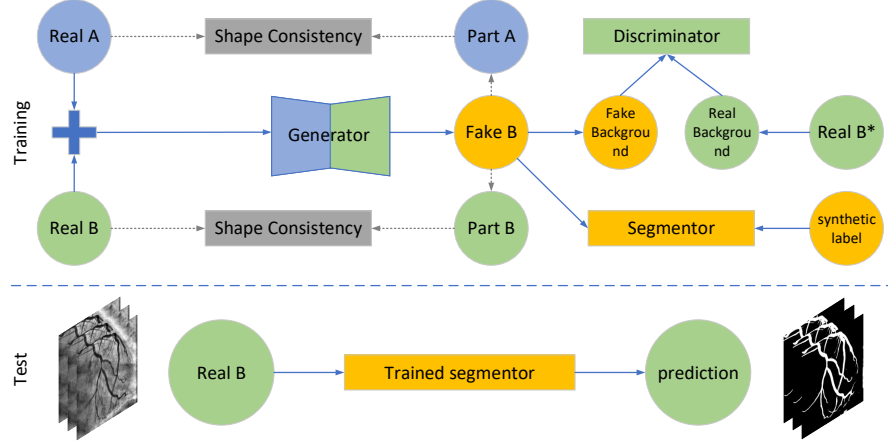 Real A
Shape Consistency
Part A
Discriminator
Training
Generator
Fake B
Fake
Backgrou
nd
Real
Backgrou
nd
Real B*
Real B
Shape Consistency
Part B
Segmentor
synthetic
label
Test
Real B
Trained segmentor
prediction